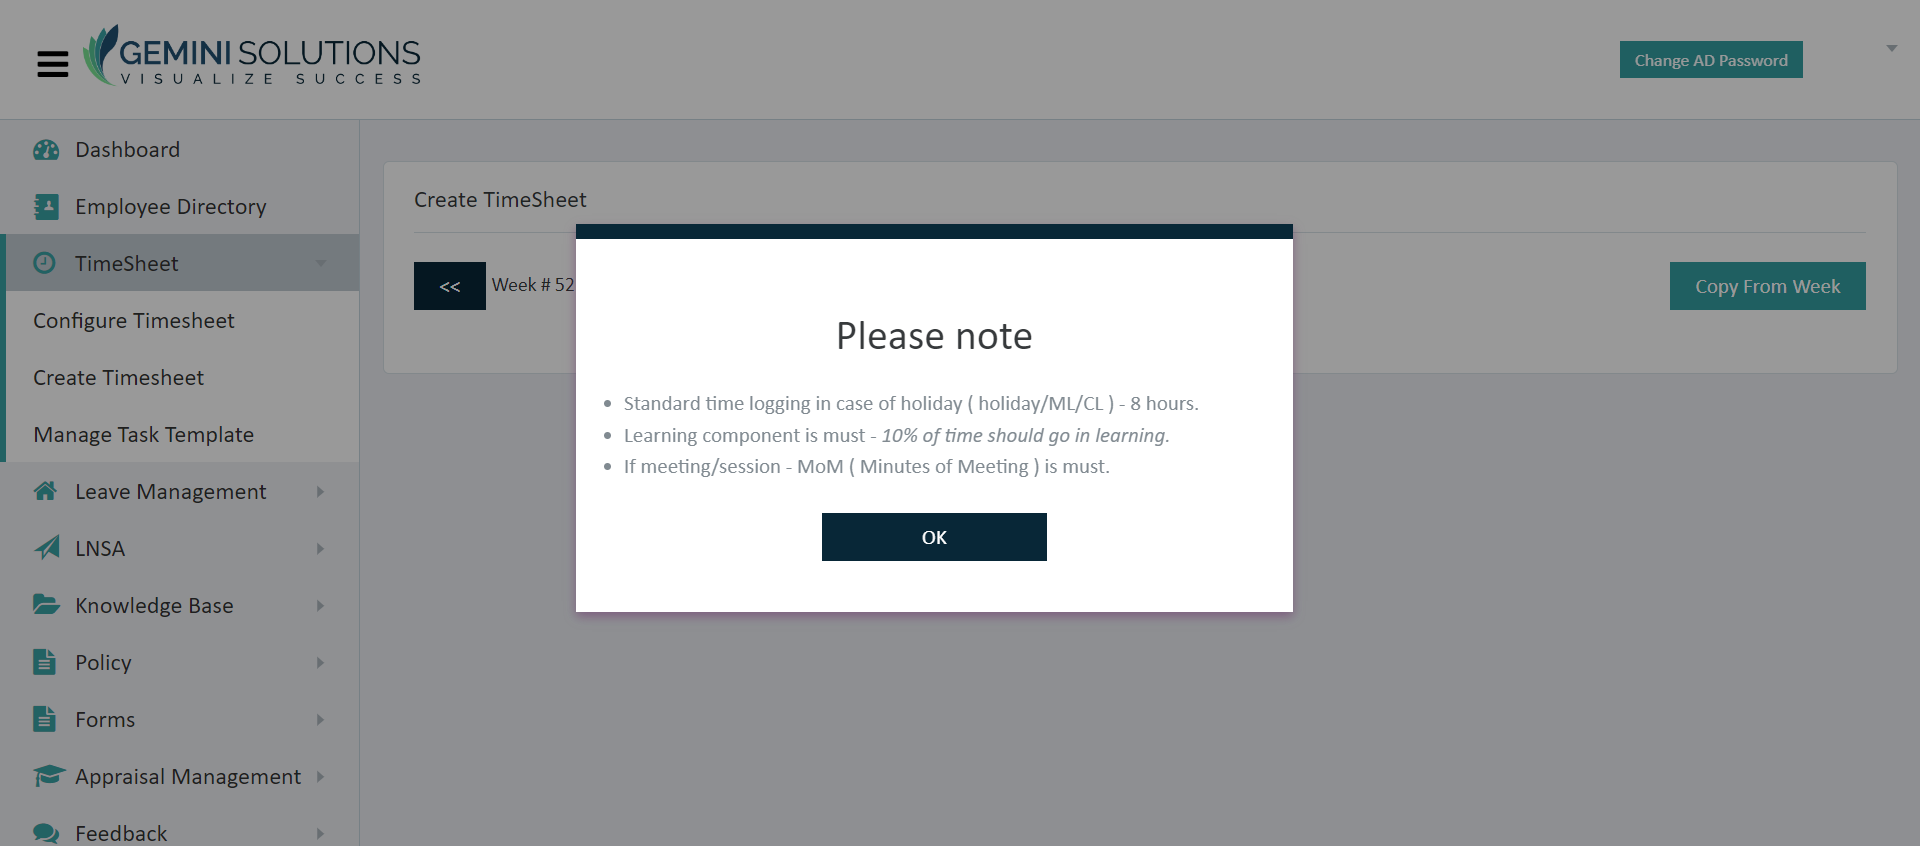 GEMINI SOLUTIONS
VISUALIZE SUCCESS
Change AD Password
Dashboard
Employee Directory
TimeSheet
Configure Timesheet
Create Timesheet
Manage Task Template
Leave Management
LNSA
Knowledge Base
Policy
Forms
Appraisal Management
Feedback
Create TimeSheet
<< Week # 52
Copy From Week
Please note
• Standard time logging in case of holiday ( holiday/ML/CL ) - 8 hours.
• Learning component is must - 10% of time should go in learning.
• If meeting/session - MoM ( Minutes of Meeting ) is must.
OK